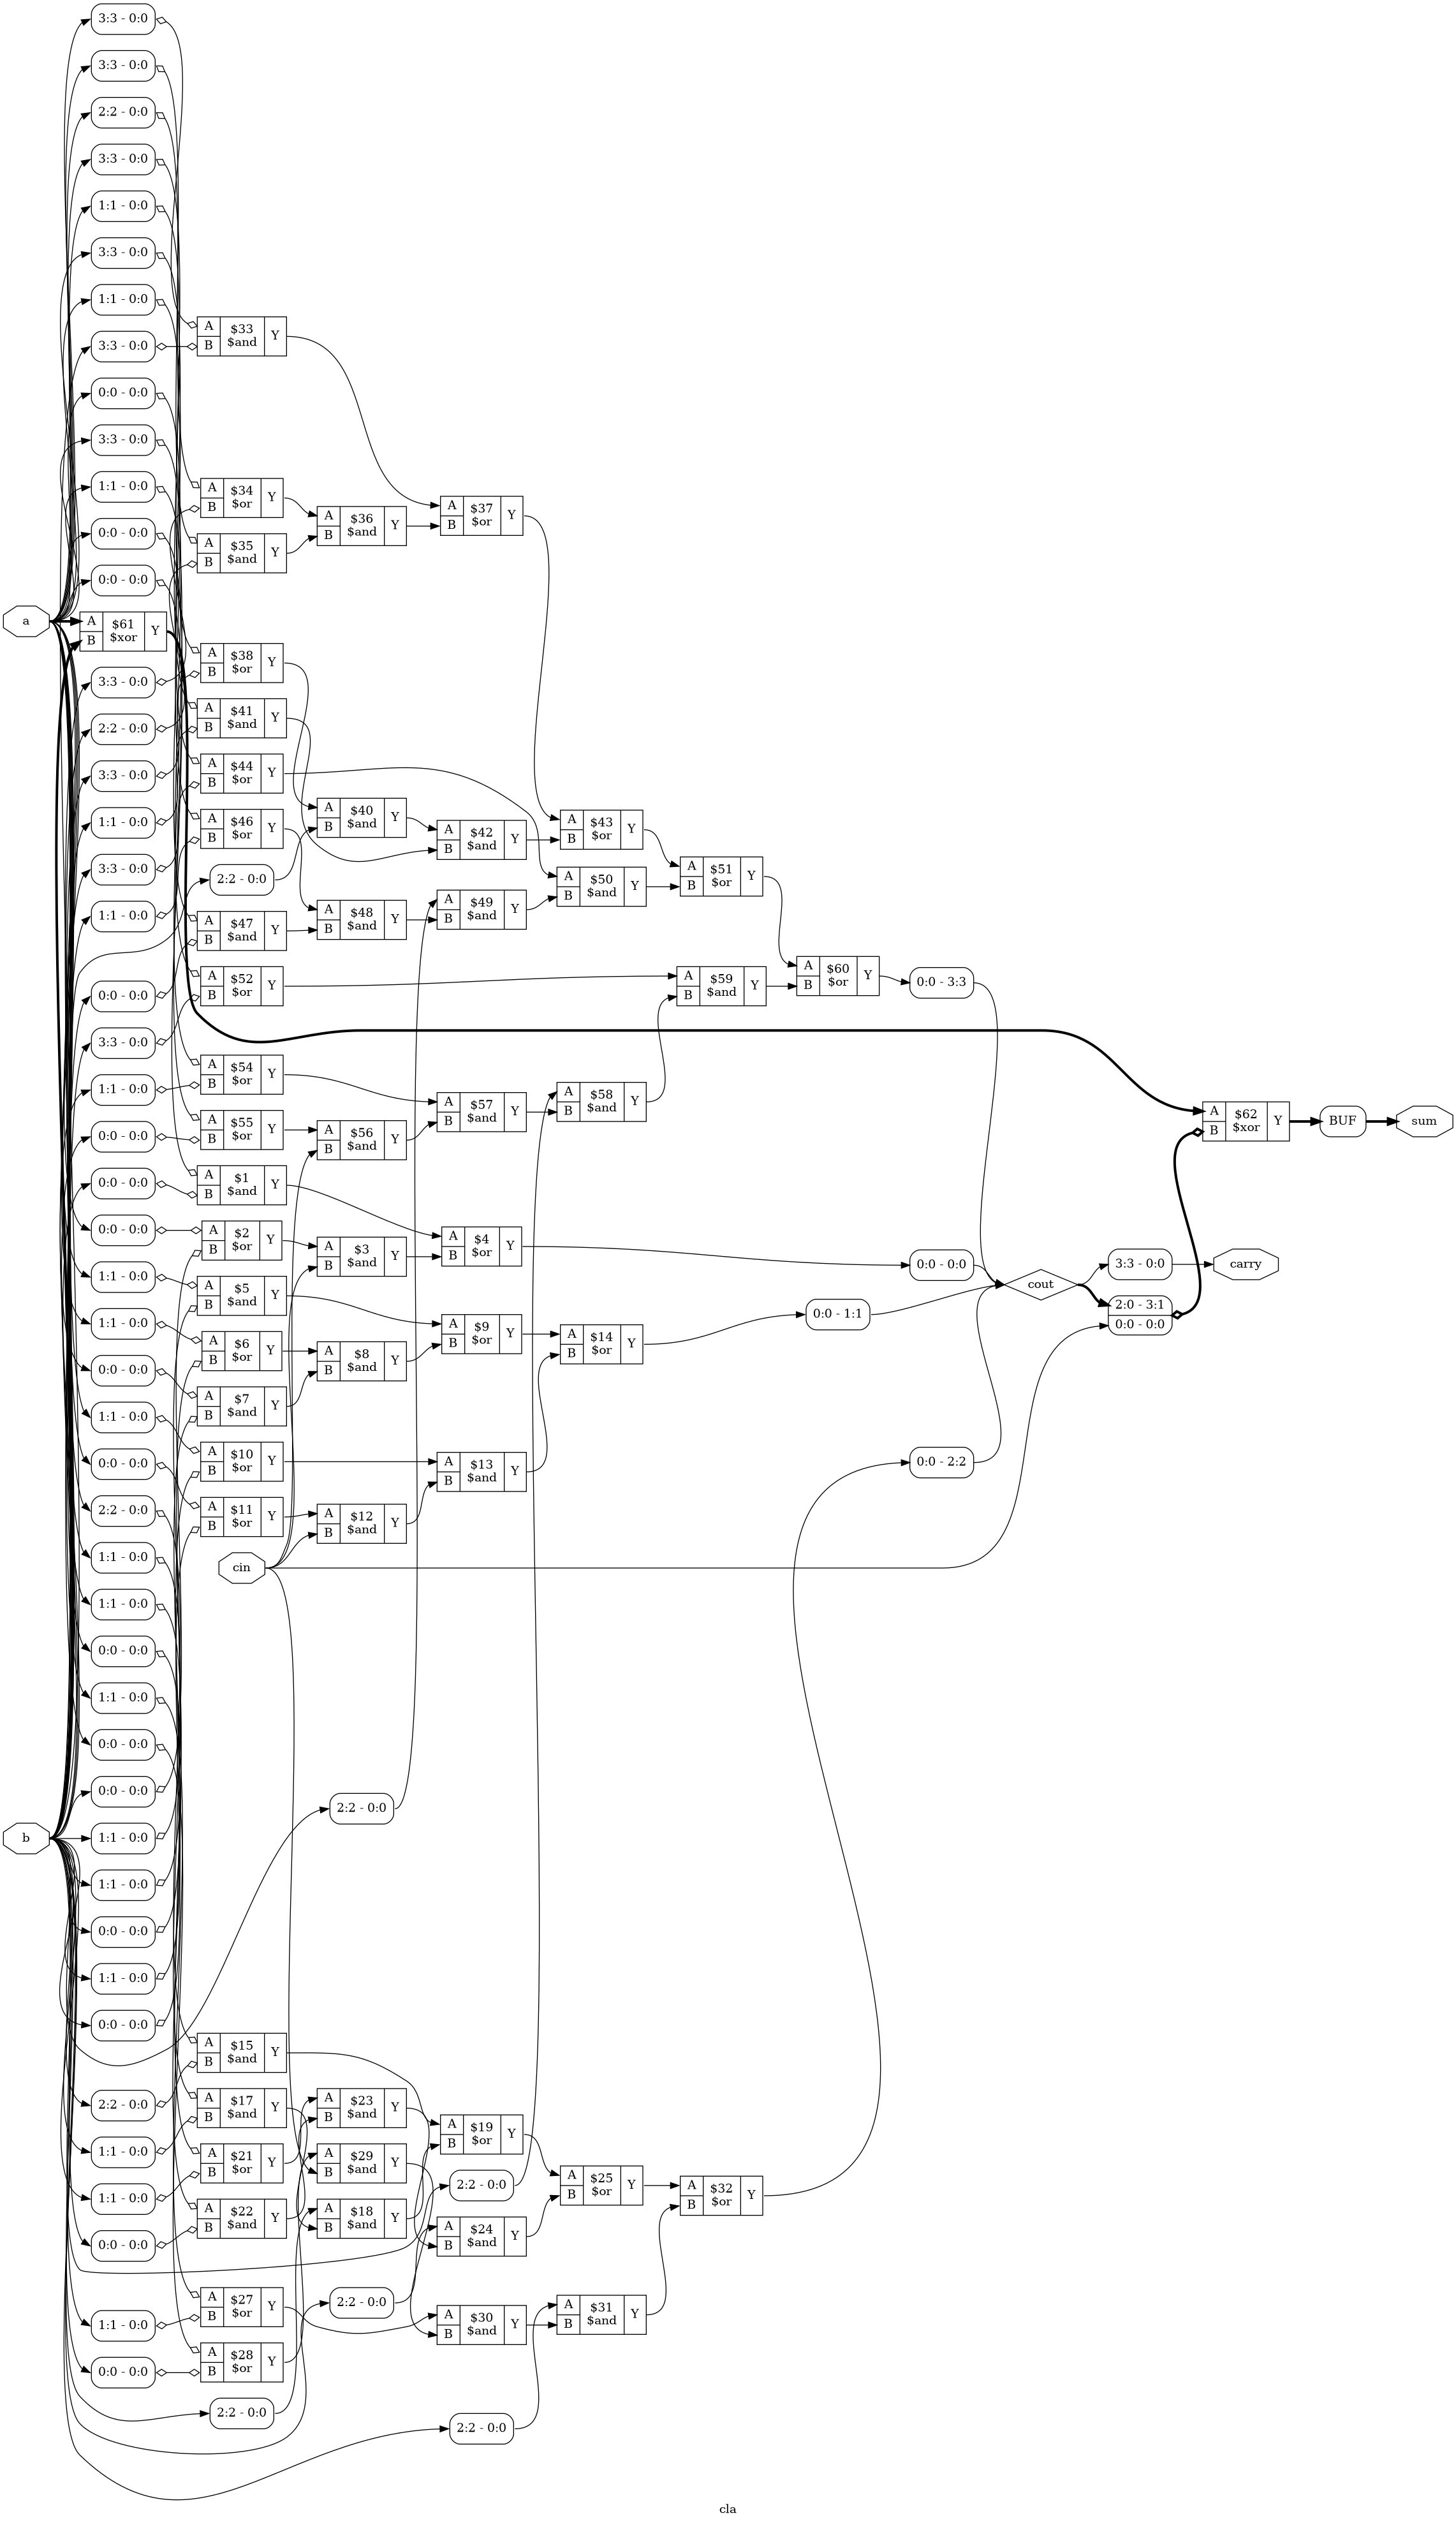 a
b
3:3 - 0:0
3:3 - 0:0
2:2 - 0:0
3:3 - 0:0
1:1 - 0:0
3:3 - 0:0
1:1 - 0:0
3:3 - 0:0
0:0 - 0:0
3:3 - 0:0
1:1 - 0:0
0:0 - 0:0
0:0 - 0:0
A $61 Y
B $xor
3:3 - 0:0
2:2 - 0:0
3:3 - 0:0
1:1 - 0:0
3:3 - 0:0
1:1 - 0:0
0:0 - 0:0
3:3 - 0:0
1:1 - 0:0
0:0 - 0:0
0:0 - 0:0
0:0 - 0:0
1:1 - 0:0
1:1 - 0:0
0:0 - 0:0
1:1 - 0:0
0:0 - 0:0
2:2 - 0:0
1:1 - 0:0
1:1 - 0:0
0:0 - 0:0
1:1 - 0:0
0:0 - 0:0
0:0 - 0:0
1:1 - 0:0
1:1 - 0:0
0:0 - 0:0
1:1 - 0:0
0:0 - 0:0
2:2 - 0:0
1:1 - 0:0
1:1 - 0:0
0:0 - 0:0
1:1 - 0:0
0:0 - 0:0
A $33 Y
B $and
A $34 Y
B $or
A $35 Y
B $and
A $38 Y
B $or
A $41 Y
B $and
A $44 Y
B $or
A $46 Y
B $or
2:2 - 0:0
A $47 Y
B $and
A $52 Y
B $or
A $54 Y
B $or
A $55 Y
B $or
A $1 Y
B $and
A $2 Y
B $or
A $5 Y
B $and
A $6 Y
B $or
A $7 Y
B $and
A $10 Y
B $or
A $11 Y
B $or
cin
A $15 Y
B $and
A $17 Y
B $and
A $21 Y
B $or
A $22 Y
B $and
A $27 Y
B $or
A $28 Y
B $or
2:2 - 0:0
A $36 Y
B $and
A $40 Y
B $and
A $48 Y
B $and
A $56 Y
B $and
A $3 Y
B $and
A $8 Y
B $and
A $12 Y
B $and
2:2 - 0:0
A $23 Y
B $and
A $29 Y
B $and
A $18 Y
B $and
2:2 - 0:0
A $37 Y
B $or
A $42 Y
B $and
A $49 Y
B $and
A $57 Y
B $and
A $4 Y
B $or
A $9 Y
B $or
A $13 Y
B $and
A $19 Y
B $or
2:2 - 0:0
A $24 Y
B $and
A $30 Y
B $and
2:2 - 0:0
A $43 Y
B $or
A $50 Y
B $and
A $58 Y
B $and
A $14 Y
B $or
A $25 Y
B $or
A $31 Y
B $and
A $51 Y
B $or
A $59 Y
B $and
A $32 Y
B $or
A $60 Y
B $or
0:0 - 1:1
0:0 - 3:3
0:0 - 0:0
0:0 - 2:2
cout
3:3 - 0:0
2:0 - 3:1
0:0 - 0:0
A $62 Y
B $xor
carry
BUF
sum
cla